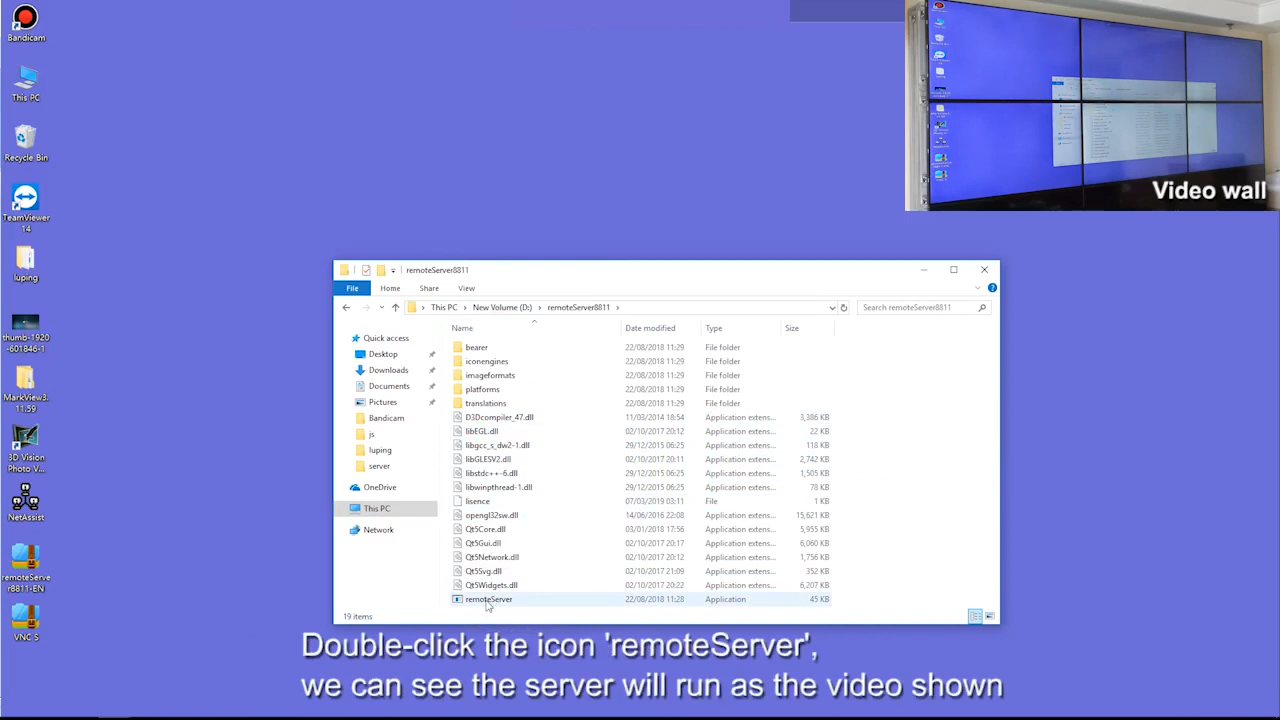 Bandicam
This PC
Recycle Bin
TeamViewer
14
luping
thumb-1920
-601846-1
MarkView3.
11.59
3D Vision
Photo V...
NetAssist
remoteServe
r8811-EN
VNC S
Video wall
remoteServer8811
File Home Share View
This PC New Volume (D:) remoteServer8811
Search remoteServer8811
Quick access
Desktop
Downloads
Documents
Pictures
Bandicam
js
luping
server
OneDrive
This PC
Network
Name Date modified Type Size
bearer 22/08/2018 11:29 File folder
iconengines 22/08/2018 11:29 File folder
imageformats 22/08/2018 11:29 File folder
platforms 22/08/2018 11:29 File folder
translations 22/08/2018 11:29 File folder
D3Dcompiler_47.dll 11/03/2014 18:54 Application extens... 3,386 KB
libEGL.dll 02/10/2017 20:12 Application extens... 22 KB
libgcc_s_dw2-1.dll 29/12/2015 06:25 Application extens... 118 KB
libGLESV2.dll 02/10/2017 20:11 Application extens... 2,742 KB
libstdc++-6.dll 29/12/2015 06:25 Application extens... 1,505 KB
libwinpthread-1.dll 29/12/2015 06:25 Application extens... 78 KB
lisence 07/03/2019 03:11 File 1 KB
opengl32sw.dll 14/06/2016 22:08 Application extens... 15,621 KB
Qt5Core.dll 03/01/2018 17:56 Application extens... 5,955 KB
Qt5Gui.dll 02/10/2017 20:17 Application extens... 6,060 KB
Qt5Network.dll 02/10/2017 20:12 Application extens... 1,756 KB
Qt5Svg.dll 02/10/2017 21:09 Application extens... 352 KB
Qt5Widgets.dll 02/10/2017 20:22 Application extens... 6,207 KB
remoteServer 22/08/2018 11:28 Application 45 KB
19 items
Double-click the icon 'remoteServer',
we can see the server will run as the video shown